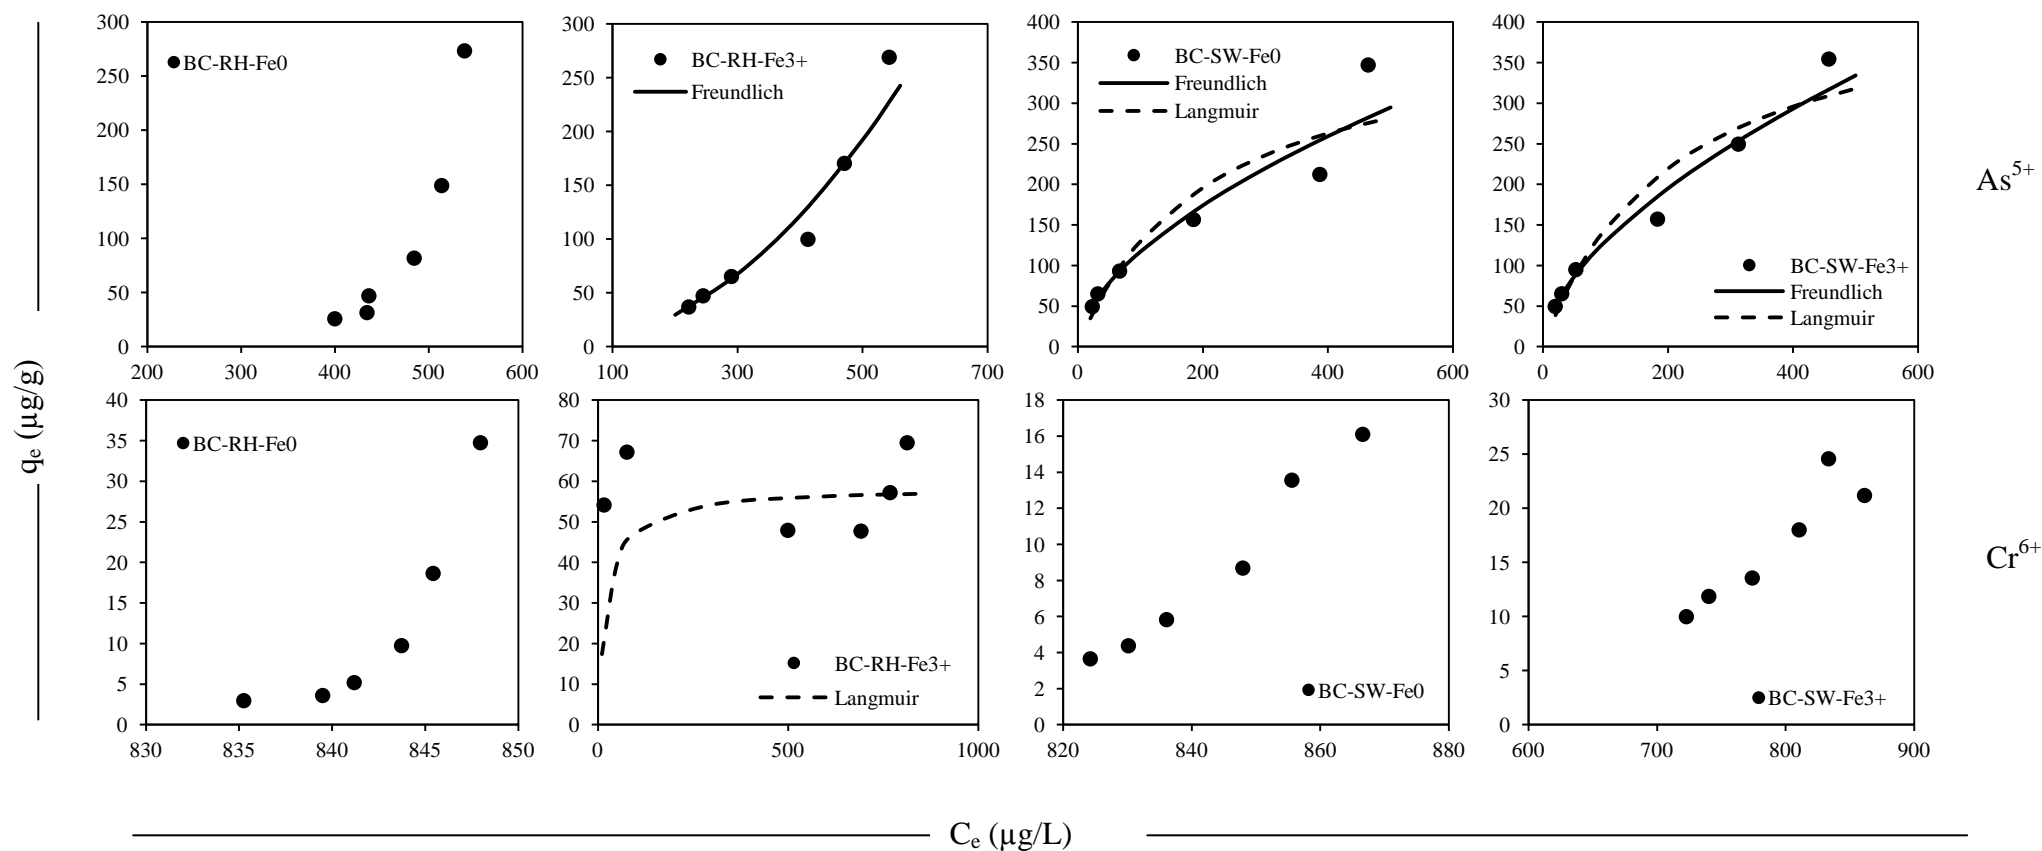 300
250
200
150
100
50
0
200 300 400 500 600
BC-RH-Fe0
300
250
200
150
100
50
0
100 300 500 700
BC-RH-Fe3+
Freundlich
400
350
300
250
200
150
100
50
0
0 200 400 600
BC-SW-Fe0
Freundlich
Langmuir
400
350
300
250
200
150
100
50
0
0 200 400 600
BC-SW-Fe3+
Freundlich
Langmuir
As5+
qe (µg/g)
40
35
30
25
20
15
10
5
0
830 835 840 845 850
BC-RH-Fe0
80
70
60
50
40
30
20
10
0
0 500 1000
BC-RH-Fe3+
Langmuir
18
16
14
12
10
8
6
4
2
0
820 840 860 880
BC-SW-Fe0
30
25
20
15
10
5
0
600 700 800 900
BC-SW-Fe3+
Cr6+
Ce (µg/L)